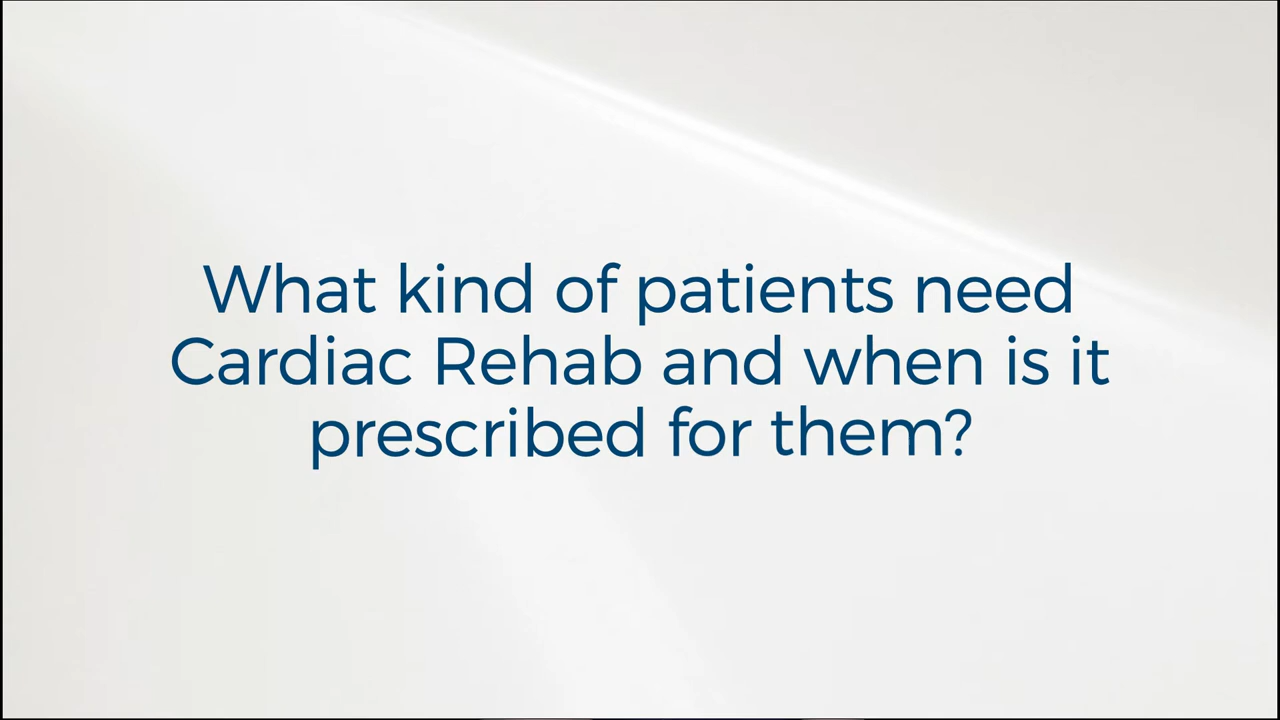 What kind of patients need
Cardiac Rehab and when is it
prescribed for them?